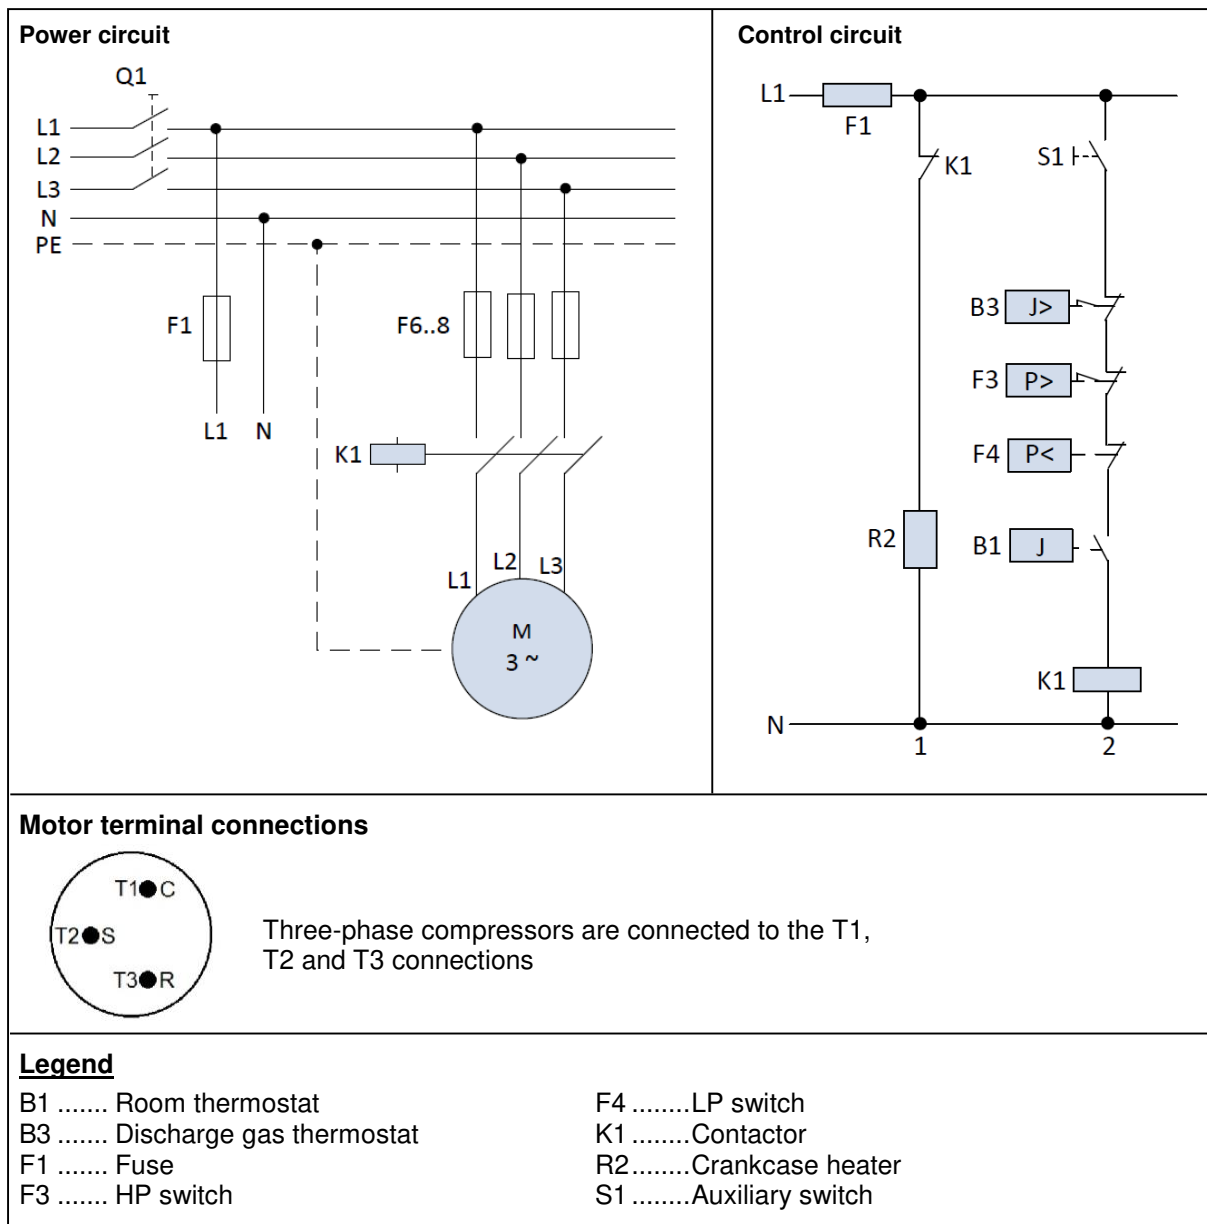 Power circuit
Q1
L1
L2
L3
N
PE
F1
F6..8
L1 N
K1
L1
L2
L3
M
3 ~
Control circuit
L1
F1
K1
S1
B3 J>
F3 P>
F4 P<
R2
B1 J
K1
N
1
2
Motor terminal connections
T1 C
T2 S
T3 R
Three-phase compressors are connected to the T1,
T2 and T3 connections
Legend
B1 ....... Room thermostat
B3 ....... Discharge gas thermostat
F1 ....... Fuse
F3 ....... HP switch
F4 ........LP switch
K1........Contactor
R2........Crankcase heater
S1 ........Auxiliary switch